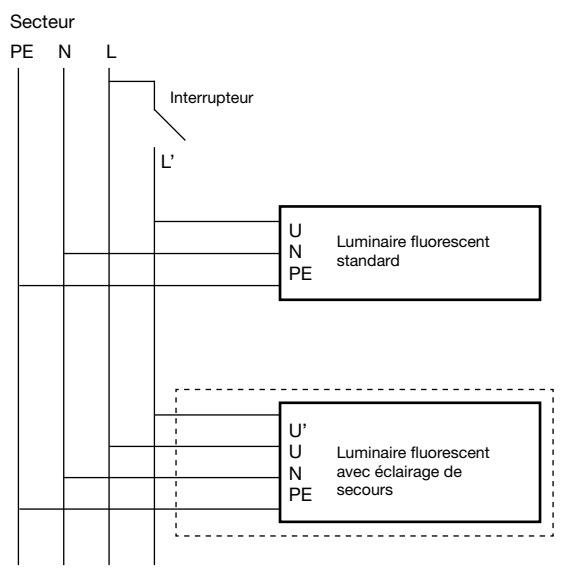 Secteur
PE N L
Interrupteur
L’
U
N
PE
Luminaire fluorescent
standard
U'
U
N
PE
Luminaire fluorescent
avec éclairage de
secours